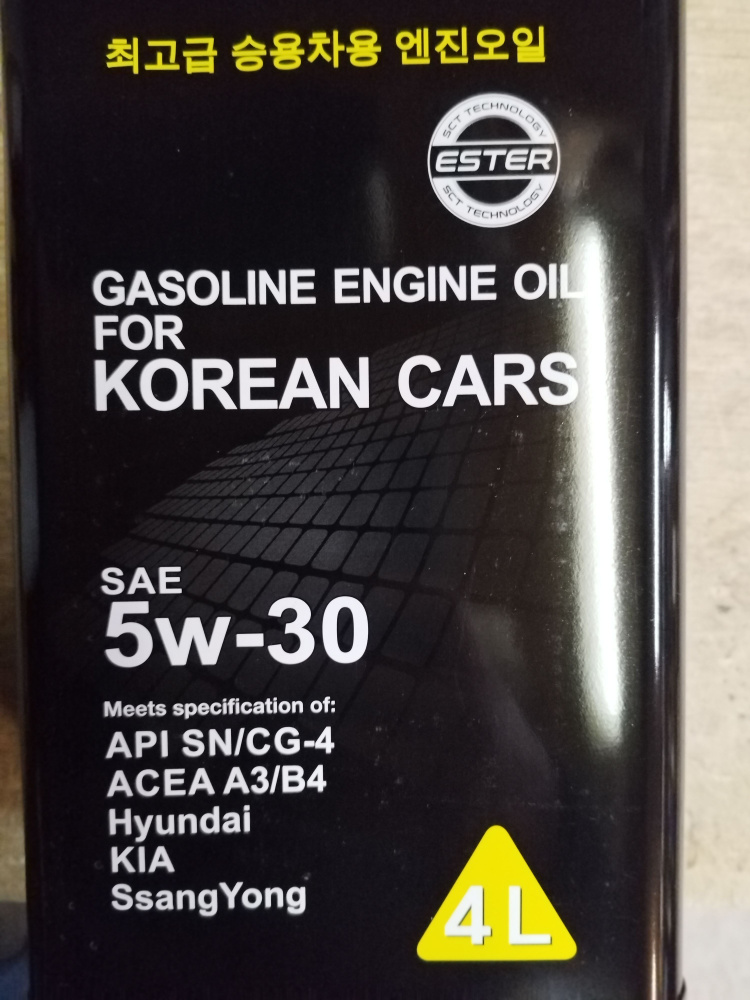 최고급 승용차용 엔진오일
SCT TECHNOLOGY
ESTER
SCT TECHNOLOGY
GASOLINE ENGINE OIL
FOR
KOREAN CARS
SAE
5w-30
Meets specification of:
API SN/CG-4
ACEA A3/B4
Hyundai
KIA
SsangYong
4L